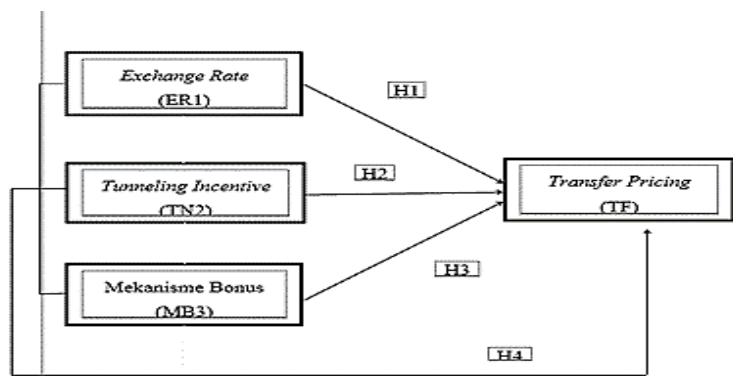 Exchange Rate
(ER1)
H1
Tunneling Incentive
(TN2)
H2
Transfer Pricing
(TF)
Mekanisme Bonus
(MB3)
H3
H4